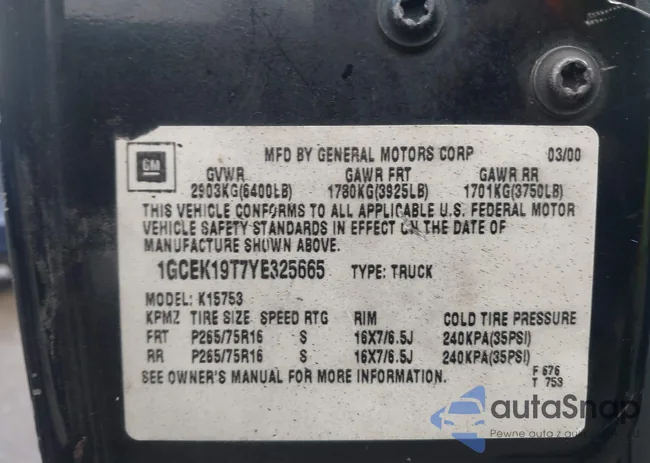 MFD BY GENERAL MOTORS CORP 03/00
GM
GVWR GAWR FRT GAWR RR
2903KG(6400LB) 1780KG(3925LB) 1701KG(3750LB)
THIS VEHICLE CONFORMS TO ALL APPLICABLE U.S. FEDERAL MOTOR
VEHICLE SAFETY STANDARDS IN EFFECT ON THE DATE OF
MANUFACTURE SHOWN ABOVE.
1GCEK19T7YE325665 TYPE: TRUCK
MODEL: K15753
KPMZ TIRE SIZE SPEED RTG RIM COLD TIRE PRESSURE
FRT P265/75R16 S 16X7/6.5J 240KPA(35PSI)
RR P265/75R16 S 16X7/6.5J 240KPA(35PSI)
SEE OWNER'S MANUAL FOR MORE INFORMATION.
F 676
T 753
autaSnap
Pewne auta z